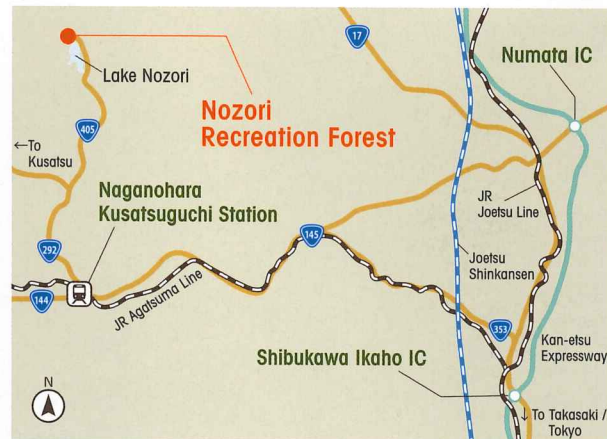 17
Numata IC
Lake Nozori
Nozori
Recreation Forest
405
←To
Kusatsu
Naganohara
Kusatsuguchi Station
JR
Joetsu Line
145
292
Joetsu
Shinkansen
JR Agatsuma Line
144
353
Kan-etsu
Expressway
Shibukawa Ikaho IC
N
↓ To Takasaki /
Tokyo